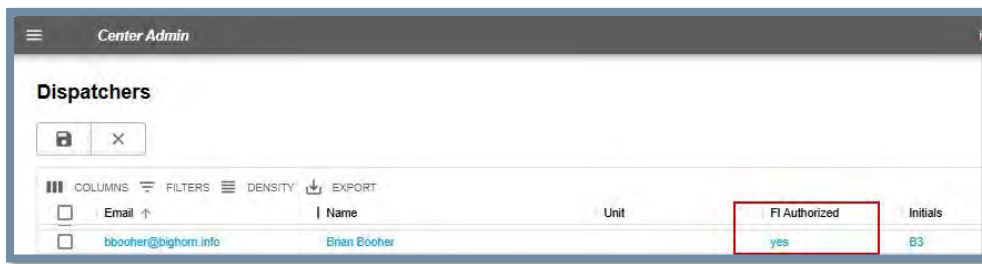 Center Admin
Dispatchers
COLUMNS FILTERS DENSITY EXPORT
Email Name Unit FI Authorized Initials
bbooher@bighorn.info Brian Booher yes B3